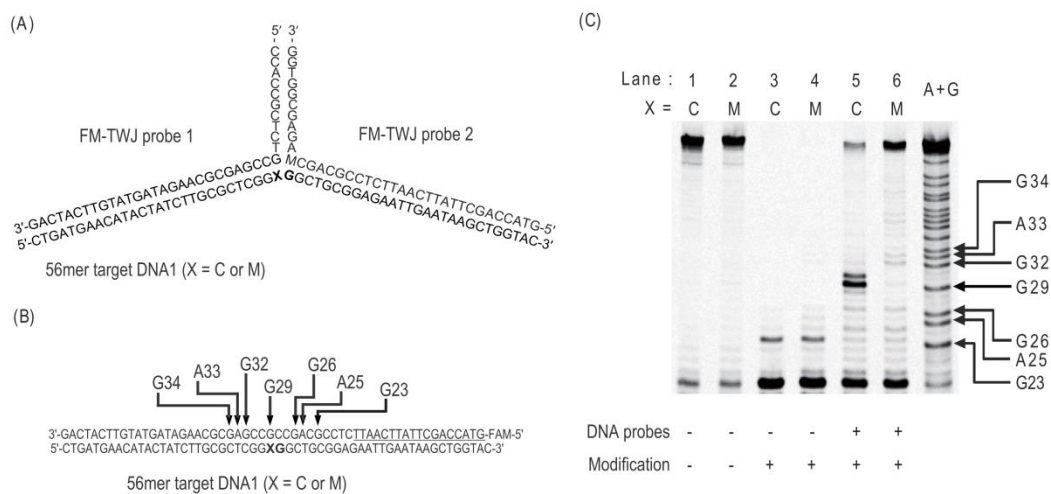 (A)
5′ 3′
CCACCGCTCT
GGTGGCGAGA
FM-TWJ probe 1
FM-TWJ probe 2
3′-GACTACTTGTATGATAGAACGCGAGCCG
MCGACGCCTCTTAACTTATTCGACCATG-5′
5′-CTGATGAACATACTATCTTGCGCTCGGXGGCTGCGGAGAATTGAATAAGCTGGTAC-3′
56mer target DNA1 (X = C or M)
(B)
G34 A33 G32 G29 G26 A25 G23
3′-GACTACTTGTATGATAGAACGCGAGCCGCCGACGCCTCTTAACTTATTCGACCATG-FAM-5′
5′-CTGATGAACATACTATCTTGCGCTCGGXGGCTGCGGAGAATTGAATAAGCTGGTAC-3′
56mer target DNA1 (X = C or M)
(C)
Lane : 1 2 3 4 5 6 A+G
X = C M C M C M
G34
A33
G32
G29
G26
A25
G23
DNA probes - - - - + +
Modification - - + + + +